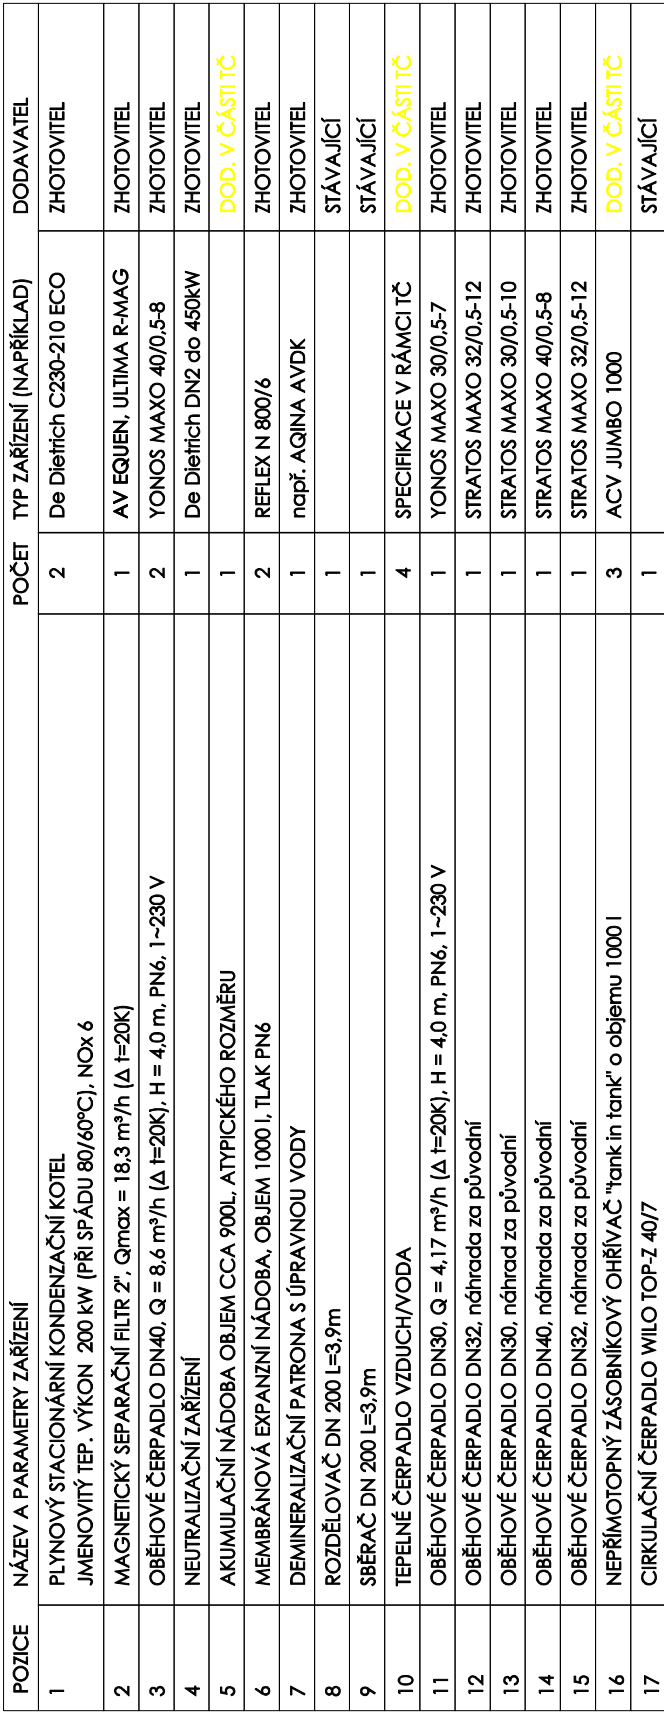 POZICE NÁZEV A PARAMETRY ZAŘÍZENÍ POČET TYP ZAŘÍZENÍ (NAPŘÍKLAD) DODAVATEL
1 PLYNOVÝ STACIONÁRNÍ KONDENZAČNÍ KOTEL 2 De Dietrich C230-210 ECO ZHOTOVITEL
JMENOVITÝ TEP. VÝKON 200 kW (PŘI SPÁDU 80/60°C), NOx 6
2 MAGNETICKÝ SEPARAČNÍ FILTR 2", Qmax = 18,3 m³/h (Δ t=20K) 1 AV EQUEN, ULTIMA R-MAG ZHOTOVITEL
3 OBĚHOVÉ ČERPADLO DN40, Q = 8,6 m³/h (Δ t=20K), H = 4,0 m, PN6, 1~230 V 2 YONOS MAXO 40/0,5-8 ZHOTOVITEL
4 NEUTRALIZAČNÍ ZAŘÍZENÍ 1 De Dietrich DN2 do 450kW ZHOTOVITEL
5 AKUMULAČNÍ NÁDOBA OBJEM CCA 900L, ATYPICKÉHO ROZMĚRU 1 DOD. V ČÁSTI TČ
6 MEMBRÁNOVÁ EXPANZNÍ NÁDOBA, OBJEM 1000 l, TLAK PN6 2 REFLEX N 800/6 ZHOTOVITEL
7 DEMINERALIZAČNÍ PATRONA S ÚPRAVNOU VODY 1 např. AQINA AVDK ZHOTOVITEL
8 ROZDĚLOVAČ DN 200 L=3,9m 1 STÁVAJÍCÍ
9 SBĚRAČ DN 200 L=3,9m 1 STÁVAJÍCÍ
10 TEPELNÉ ČERPADLO VZDUCH/VODA 4 SPECIFIKACE V RÁMCI TČ DOD. V ČÁSTI TČ
11 OBĚHOVÉ ČERPADLO DN30, Q = 4,17 m³/h (Δ t=20K), H = 4,0 m, PN6, 1~230 V 1 YONOS MAXO 30/0,5-7 ZHOTOVITEL
12 OBĚHOVÉ ČERPADLO DN32, náhrada za původní 1 STRATOS MAXO 32/0,5-12 ZHOTOVITEL
13 OBĚHOVÉ ČERPADLO DN30, náhrad za původní 1 STRATOS MAXO 30/0,5-10 ZHOTOVITEL
14 OBĚHOVÉ ČERPADLO DN40, náhrada za původní 1 STRATOS MAXO 40/0,5-8 ZHOTOVITEL
15 OBĚHOVÉ ČERPADLO DN32, náhrada za původní 1 STRATOS MAXO 32/0,5-12 ZHOTOVITEL
16 NEPŘÍMOTOPNÝ ZÁSOBNÍKOVÝ OHŘÍVAČ "tank in tank" o objemu 1000 l 3 ACV JUMBO 1000 DOD. V ČÁSTI TČ
17 CIRKULAČNÍ ČERPADLO WILO TOP-Z 40/7 1 STÁVAJÍCÍ